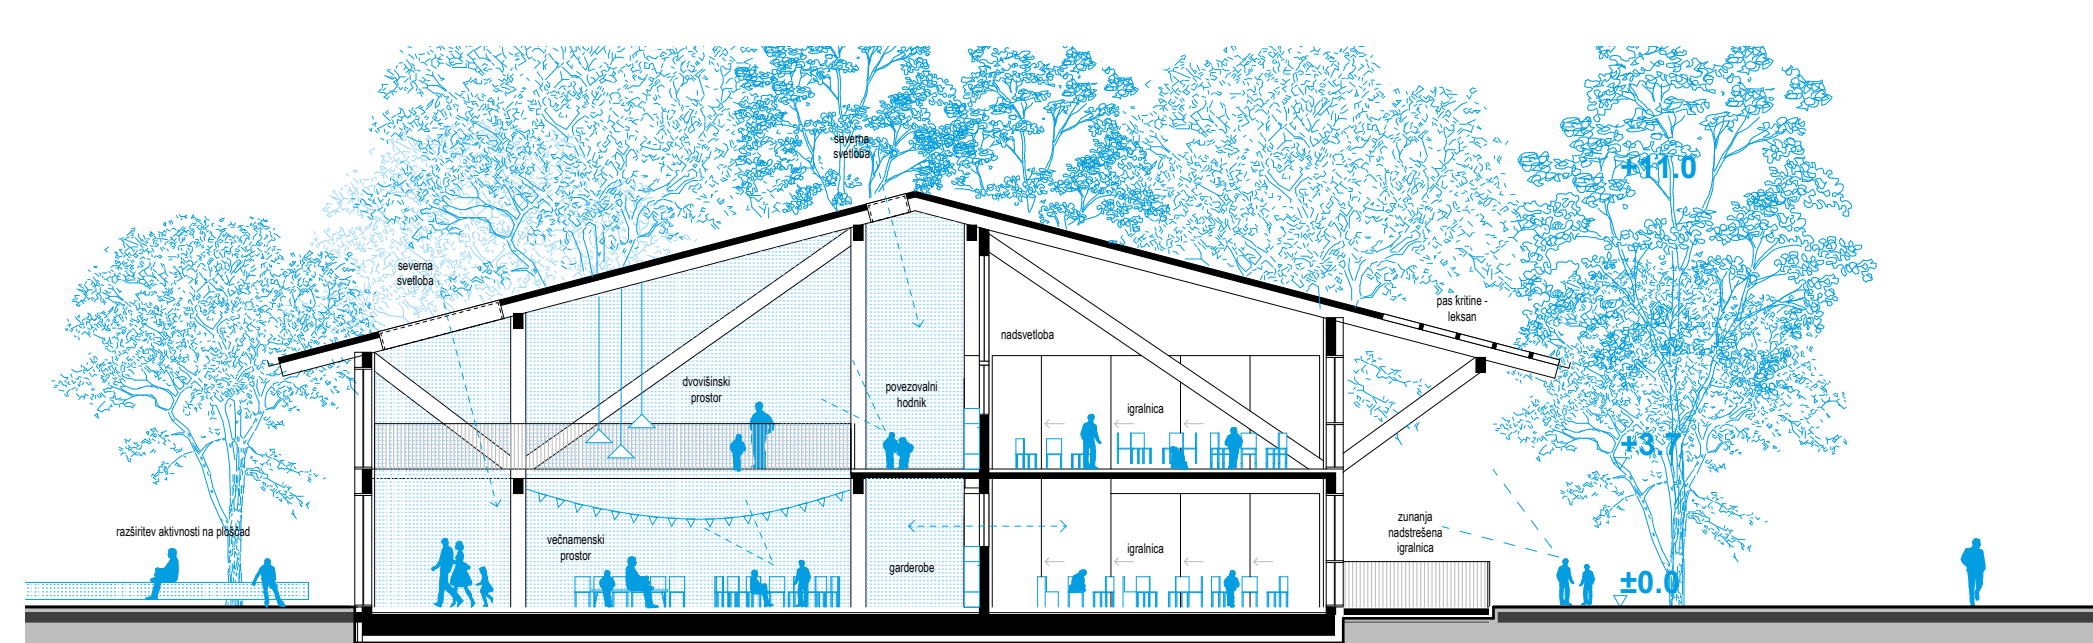 severna
svetloba
+11.0
severna
svetloba
pas kritine -
leksan
nadsvetloba
dvovišinski
prostor
povezovalni
hodnik
igralnica
+3.7
razširitev aktivnosti na ploščad
večnamenski
prostor
garderobe
igralnica
zunanja
nadstrešena
igralnica
±0.0